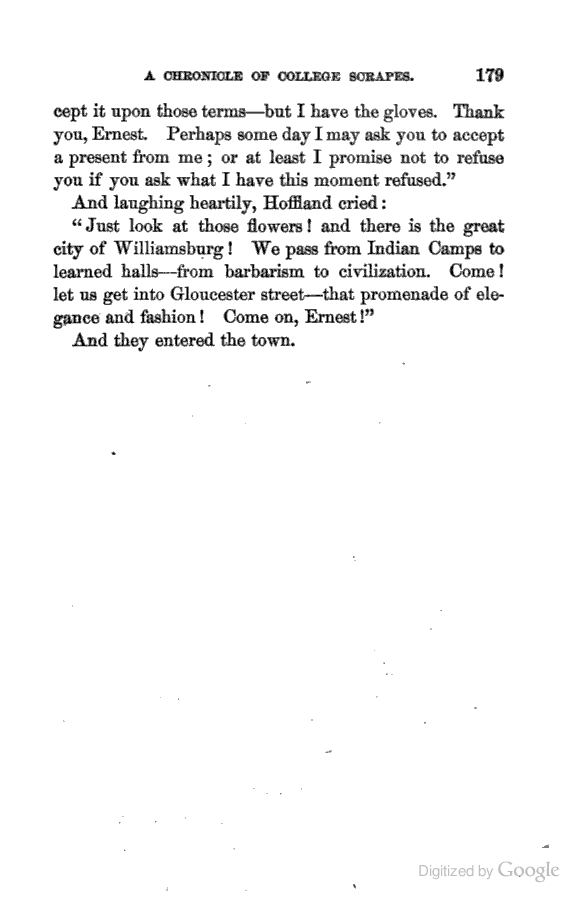 A CHRONICLE OF COLLEGE SCRAPES. 179
cept it upon those terms—but I have the gloves. Thank
you, Ernest. Perhaps some day I may ask you to accept
a present from me; or at least I promise not to refuse
you if you ask what I have this moment refused.”
And laughing heartily, Hoffland cried:
“Just look at those flowers! and there is the great
city of Williamsburg! We pass from Indian Camps to
learned halls—from barbarism to civilization. Come!
let us get into Gloucester street—that promenade of ele-
gance and fashion! Come on, Ernest!”
And they entered the town.
Digitized by Google